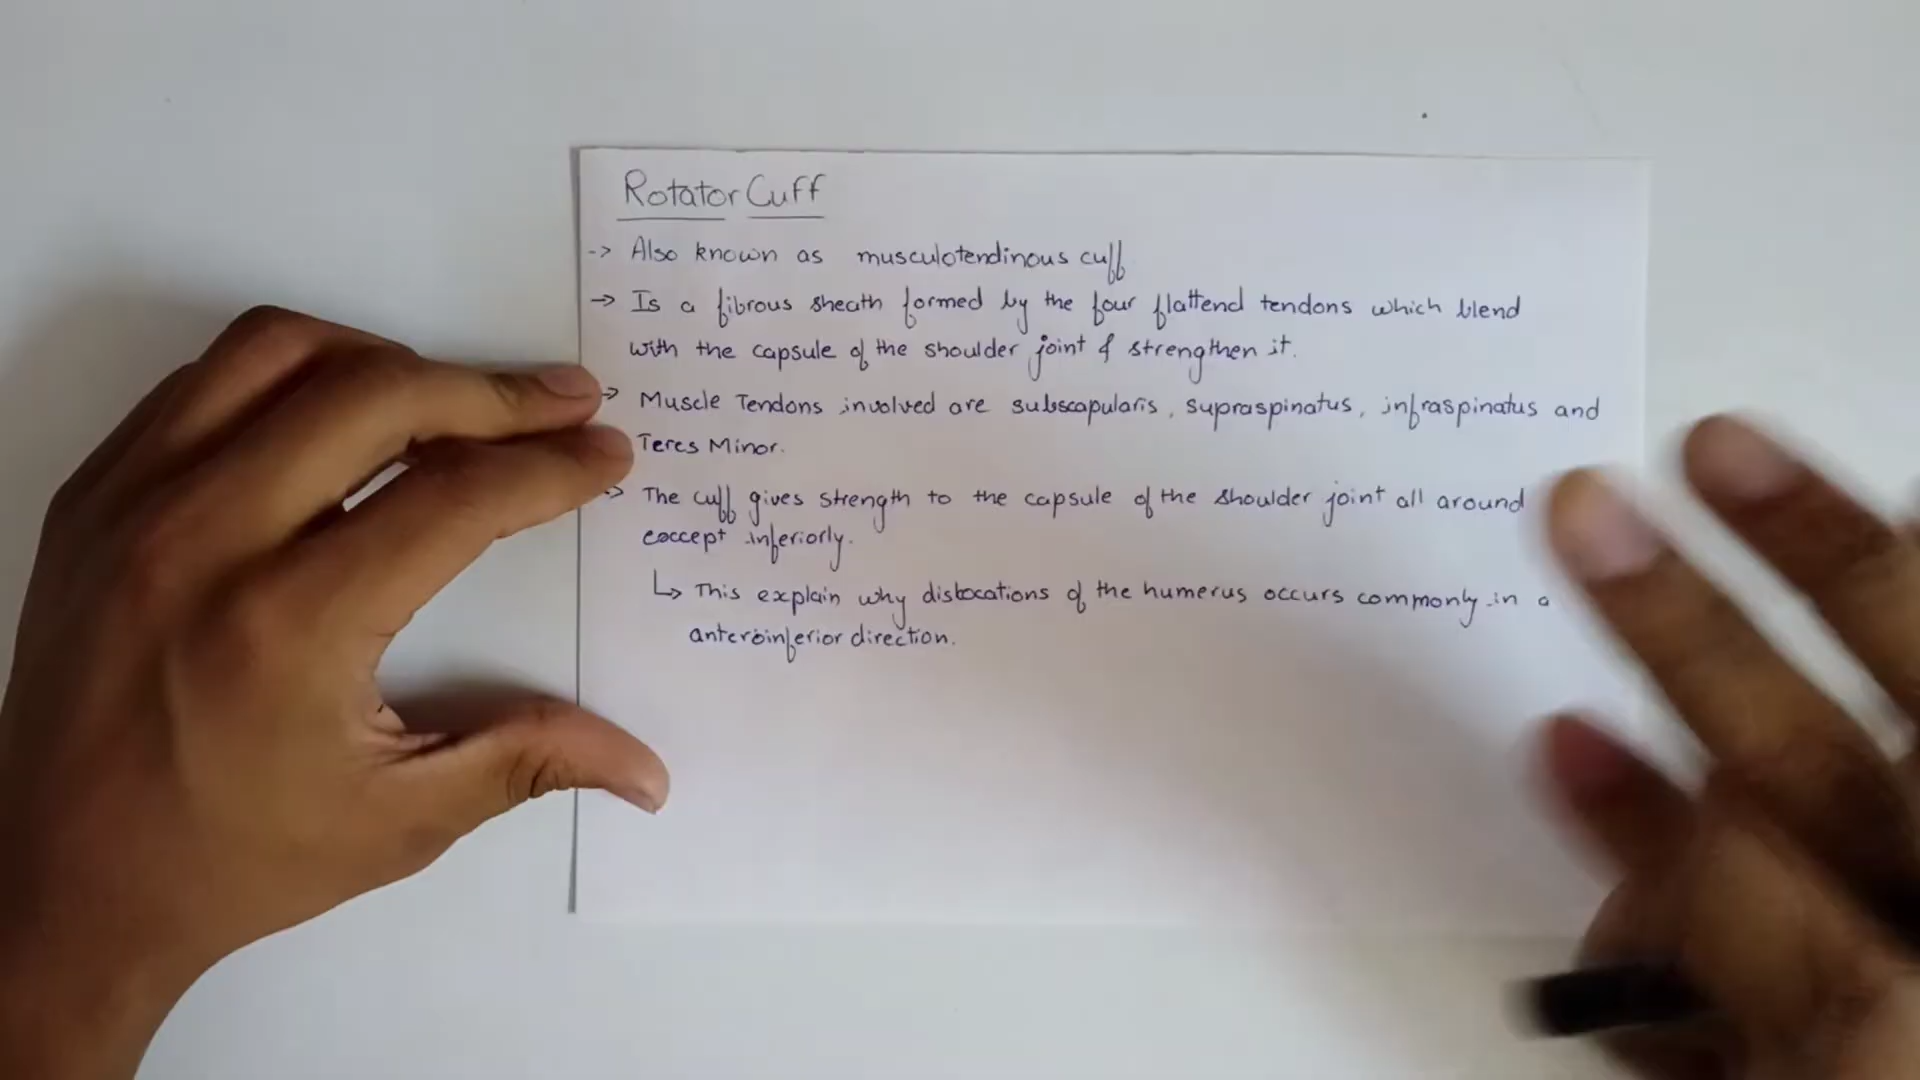 Rotator Cuff
-> Also known as musculotendinous cuff
-> Is a fibrous sheath formed by the four flattend tendons which blend
with the capsule of the shoulder joint & strengthen it.
-> Muscle Tendons involved are subscapularis, supraspinatus, infraspinatus and
Teres Minor.
-> The cuff gives strength to the capsule of the shoulder joint all around
except inferiorly.
↳ This explain why dislocations of the humerus occurs commonly in a
anteroinferior direction.